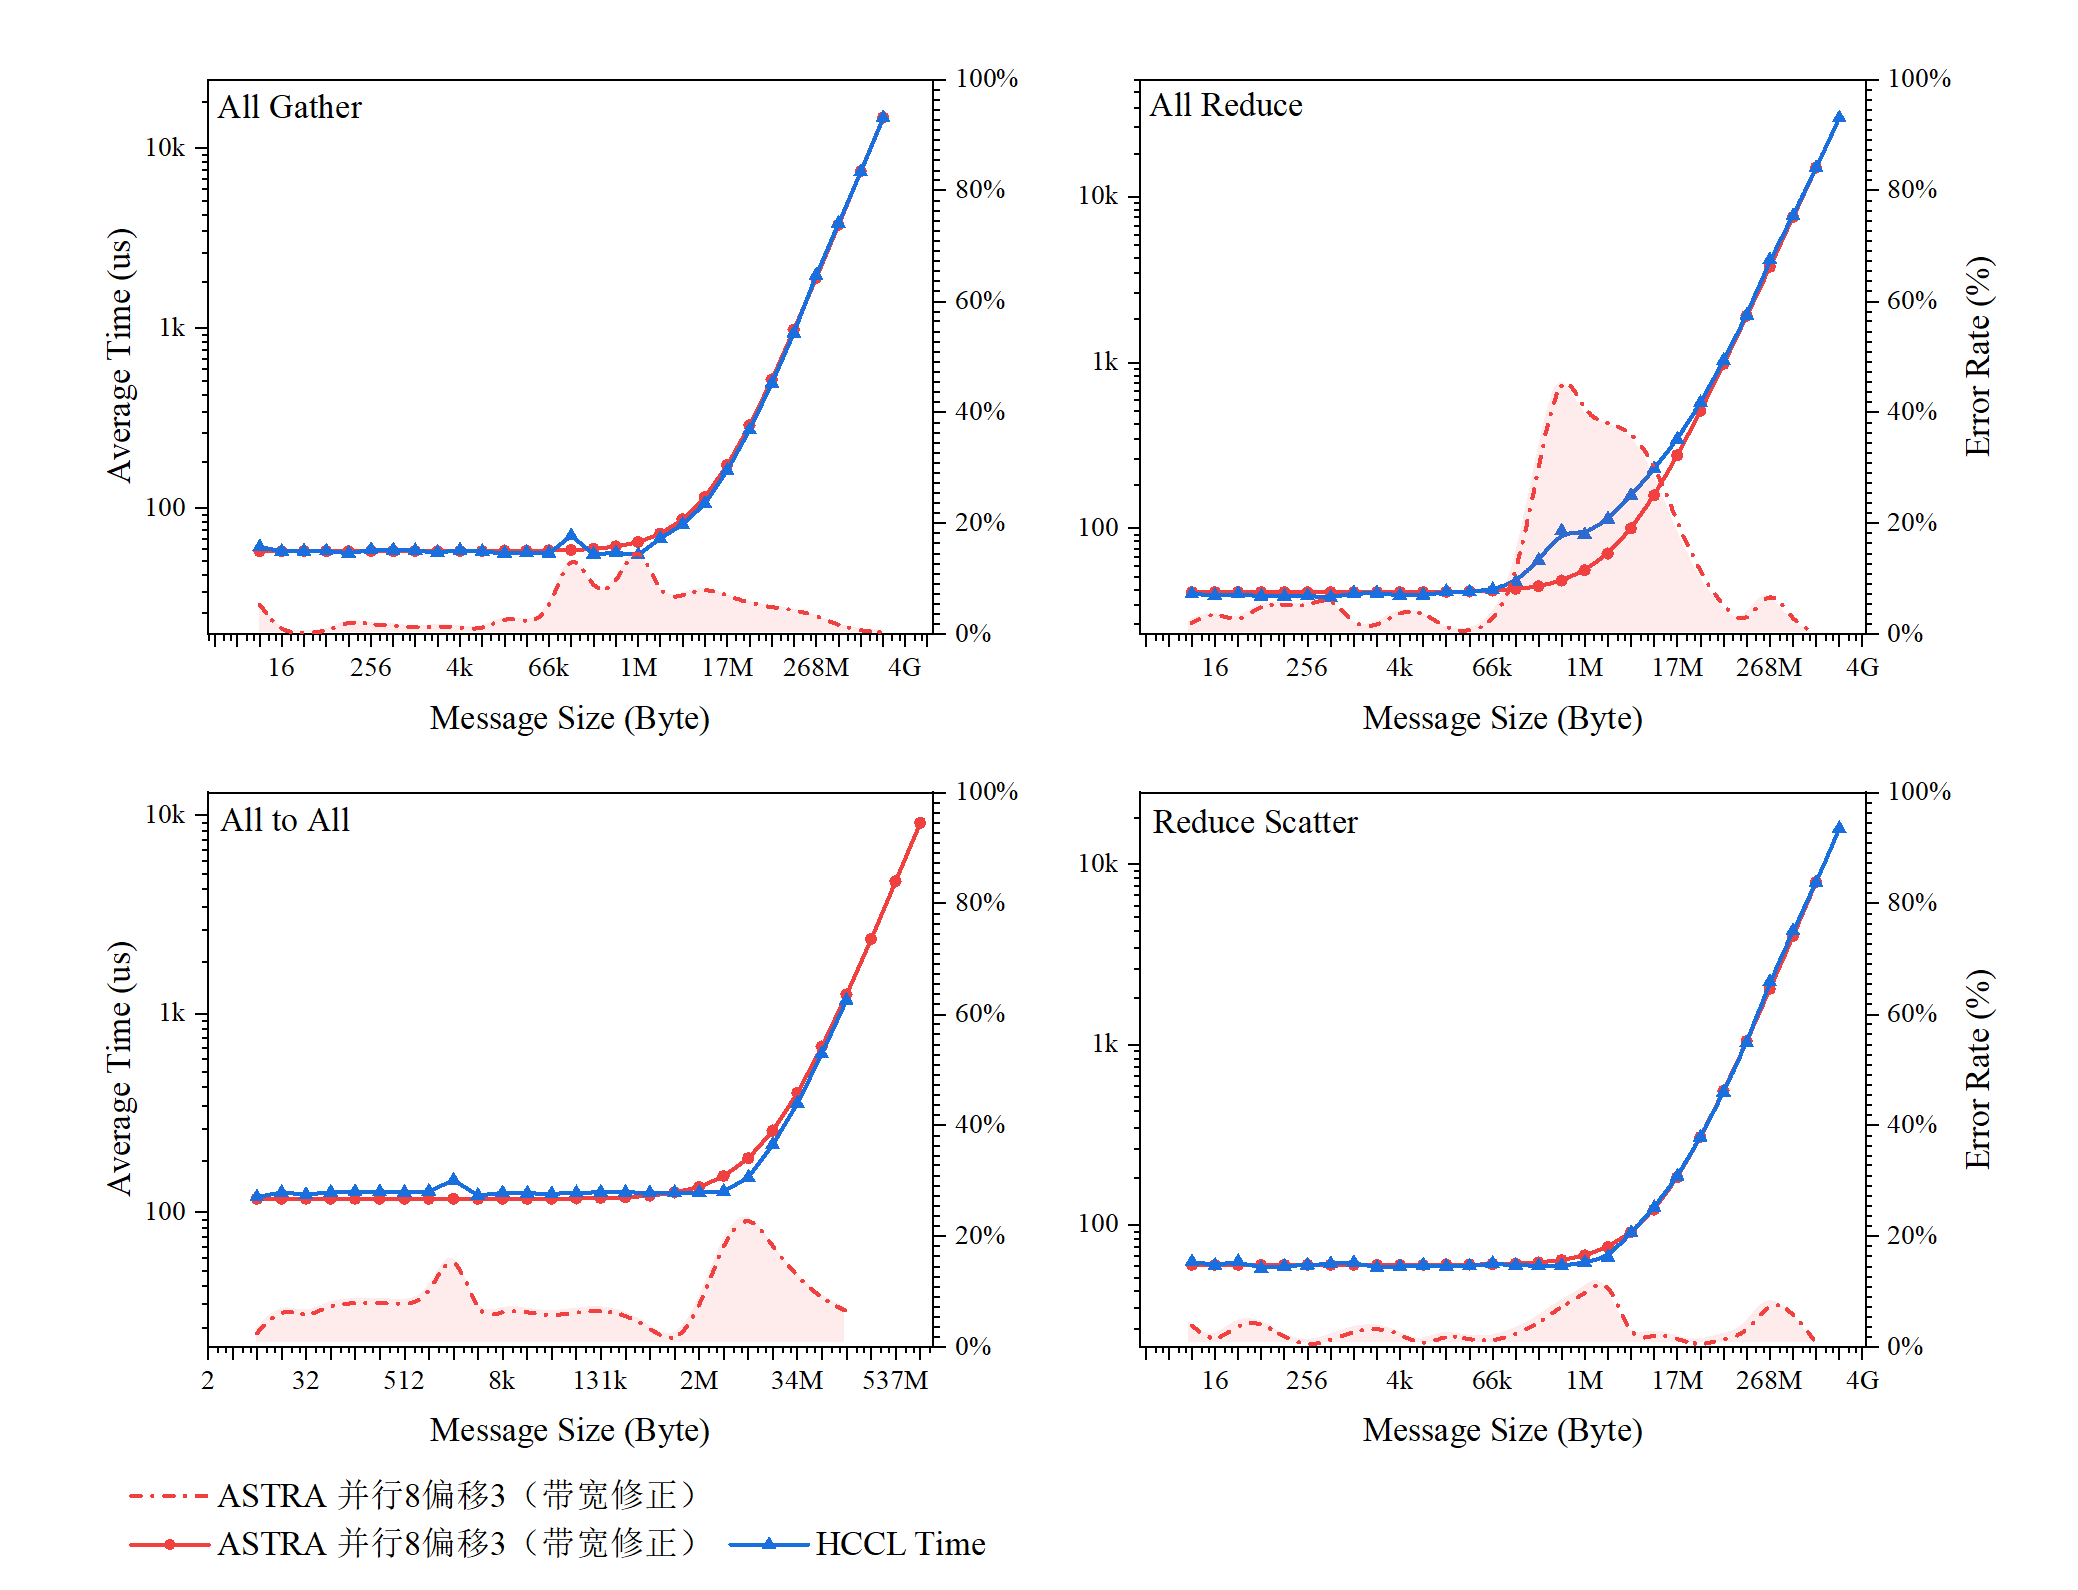 All Gather
Average Time (us)
10k
1k
100
100%
80%
60%
40%
20%
0%
16 256 4k 66k 1M 17M 268M 4G
Message Size (Byte)
All Reduce
10k
1k
100
100%
80%
60%
40%
20%
0%
Error Rate (%)
16 256 4k 66k 1M 17M 268M 4G
Message Size (Byte)
All to All
Average Time (us)
10k
1k
100
100%
80%
60%
40%
20%
0%
2 32 512 8k 131k 2M 34M 537M
Message Size (Byte)
Reduce Scatter
10k
1k
100
100%
80%
60%
40%
20%
0%
Error Rate (%)
16 256 4k 66k 1M 17M 268M 4G
Message Size (Byte)
ASTRA 并行8偏移3（带宽修正）
ASTRA 并行8偏移3（带宽修正） HCCL Time